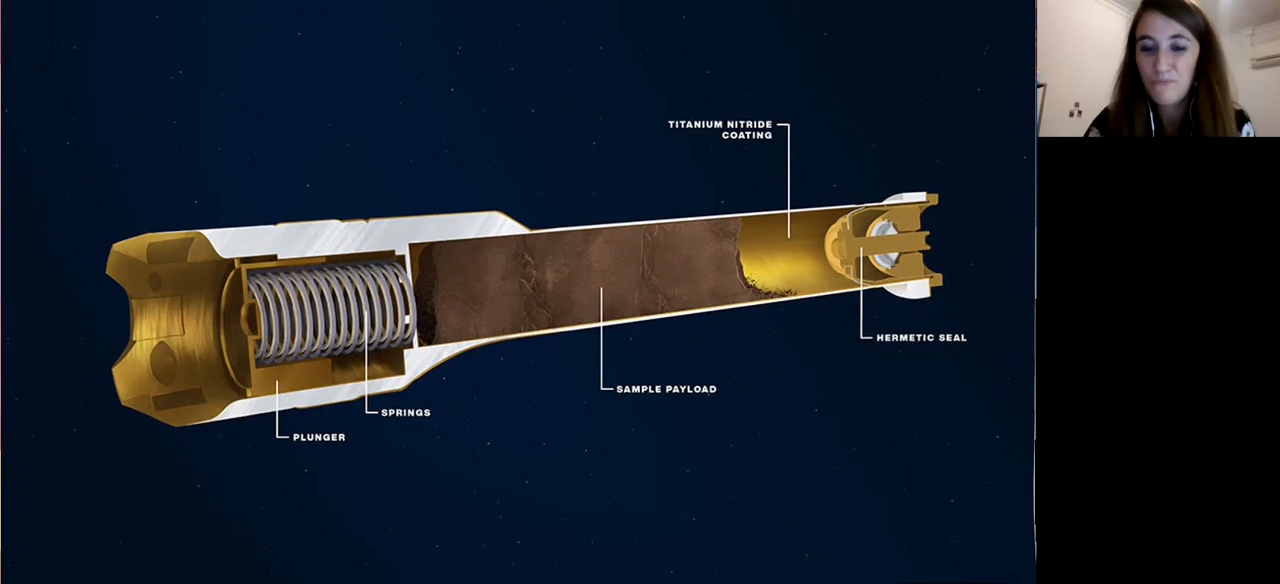 TITANIUM NITRIDE
COATING
HERMETIC SEAL
SAMPLE PAYLOAD
SPRINGS
PLUNGER